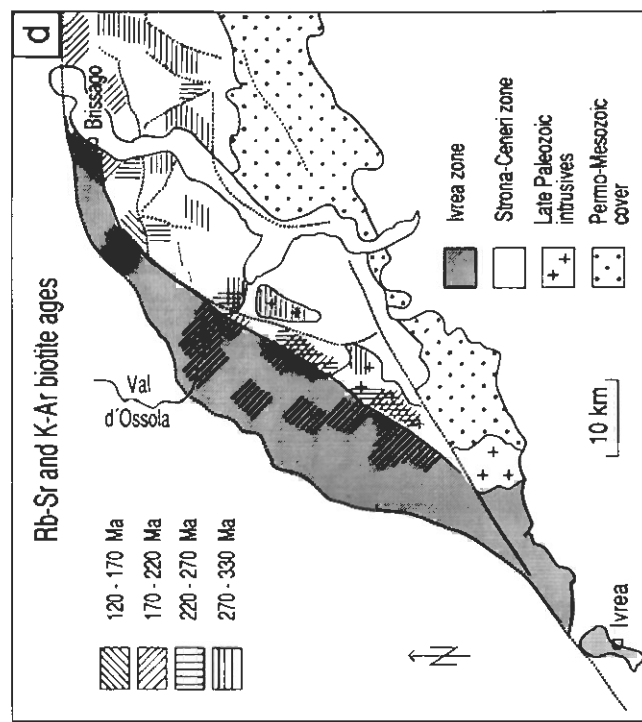 d
Rb-Sr and K-Ar biotite ages
120 - 170 Ma
170 - 220 Ma
220 - 270 Ma
270 - 330 Ma
Val
d´Ossola
Brissago
N
Ivrea
10 km
Ivrea zone
Strona-Ceneri zone
Late Paleozoic
intrusives
Permo-Mesozoic
cover